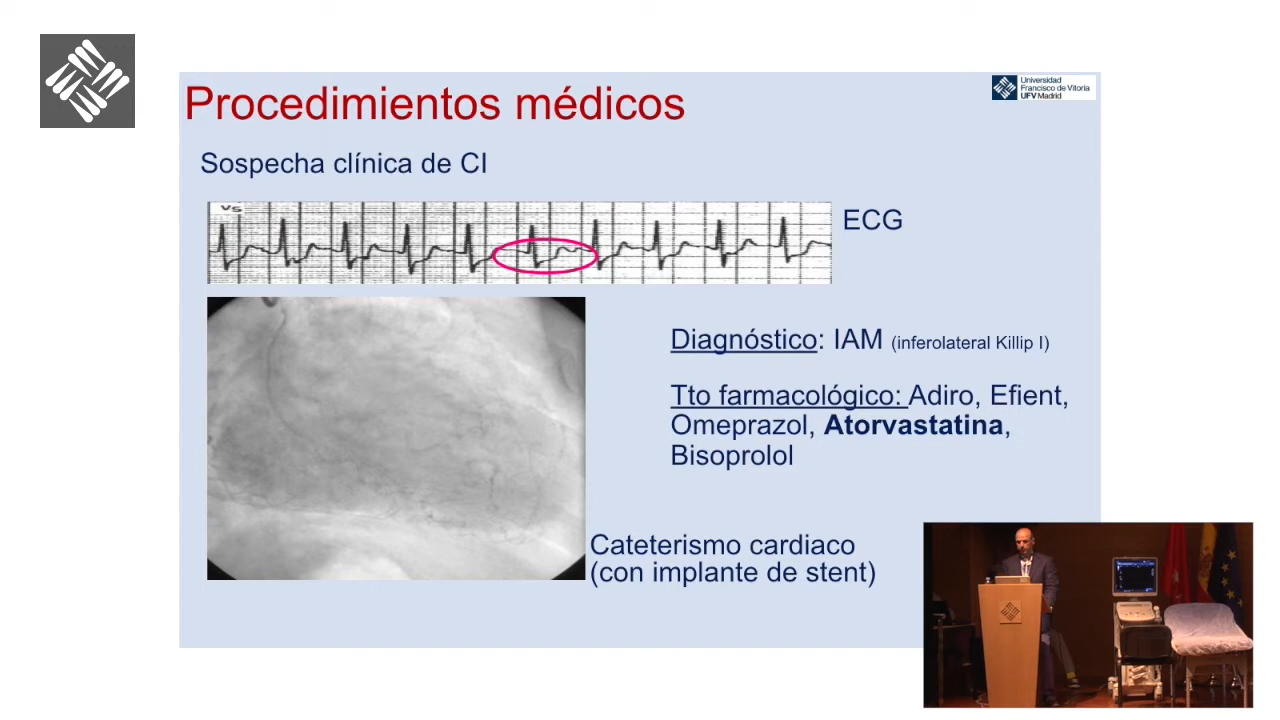 Procedimientos médicos
Universidad
Francisco de Vitoria
UFV Madrid
Sospecha clínica de CI
V5
ECG
Diagnóstico: IAM (inferolateral Killip I)
Tto farmacológico: Adiro, Efient,
Omeprazol, Atorvastatina,
Bisoprolol
Cateterismo cardiaco
(con implante de stent)